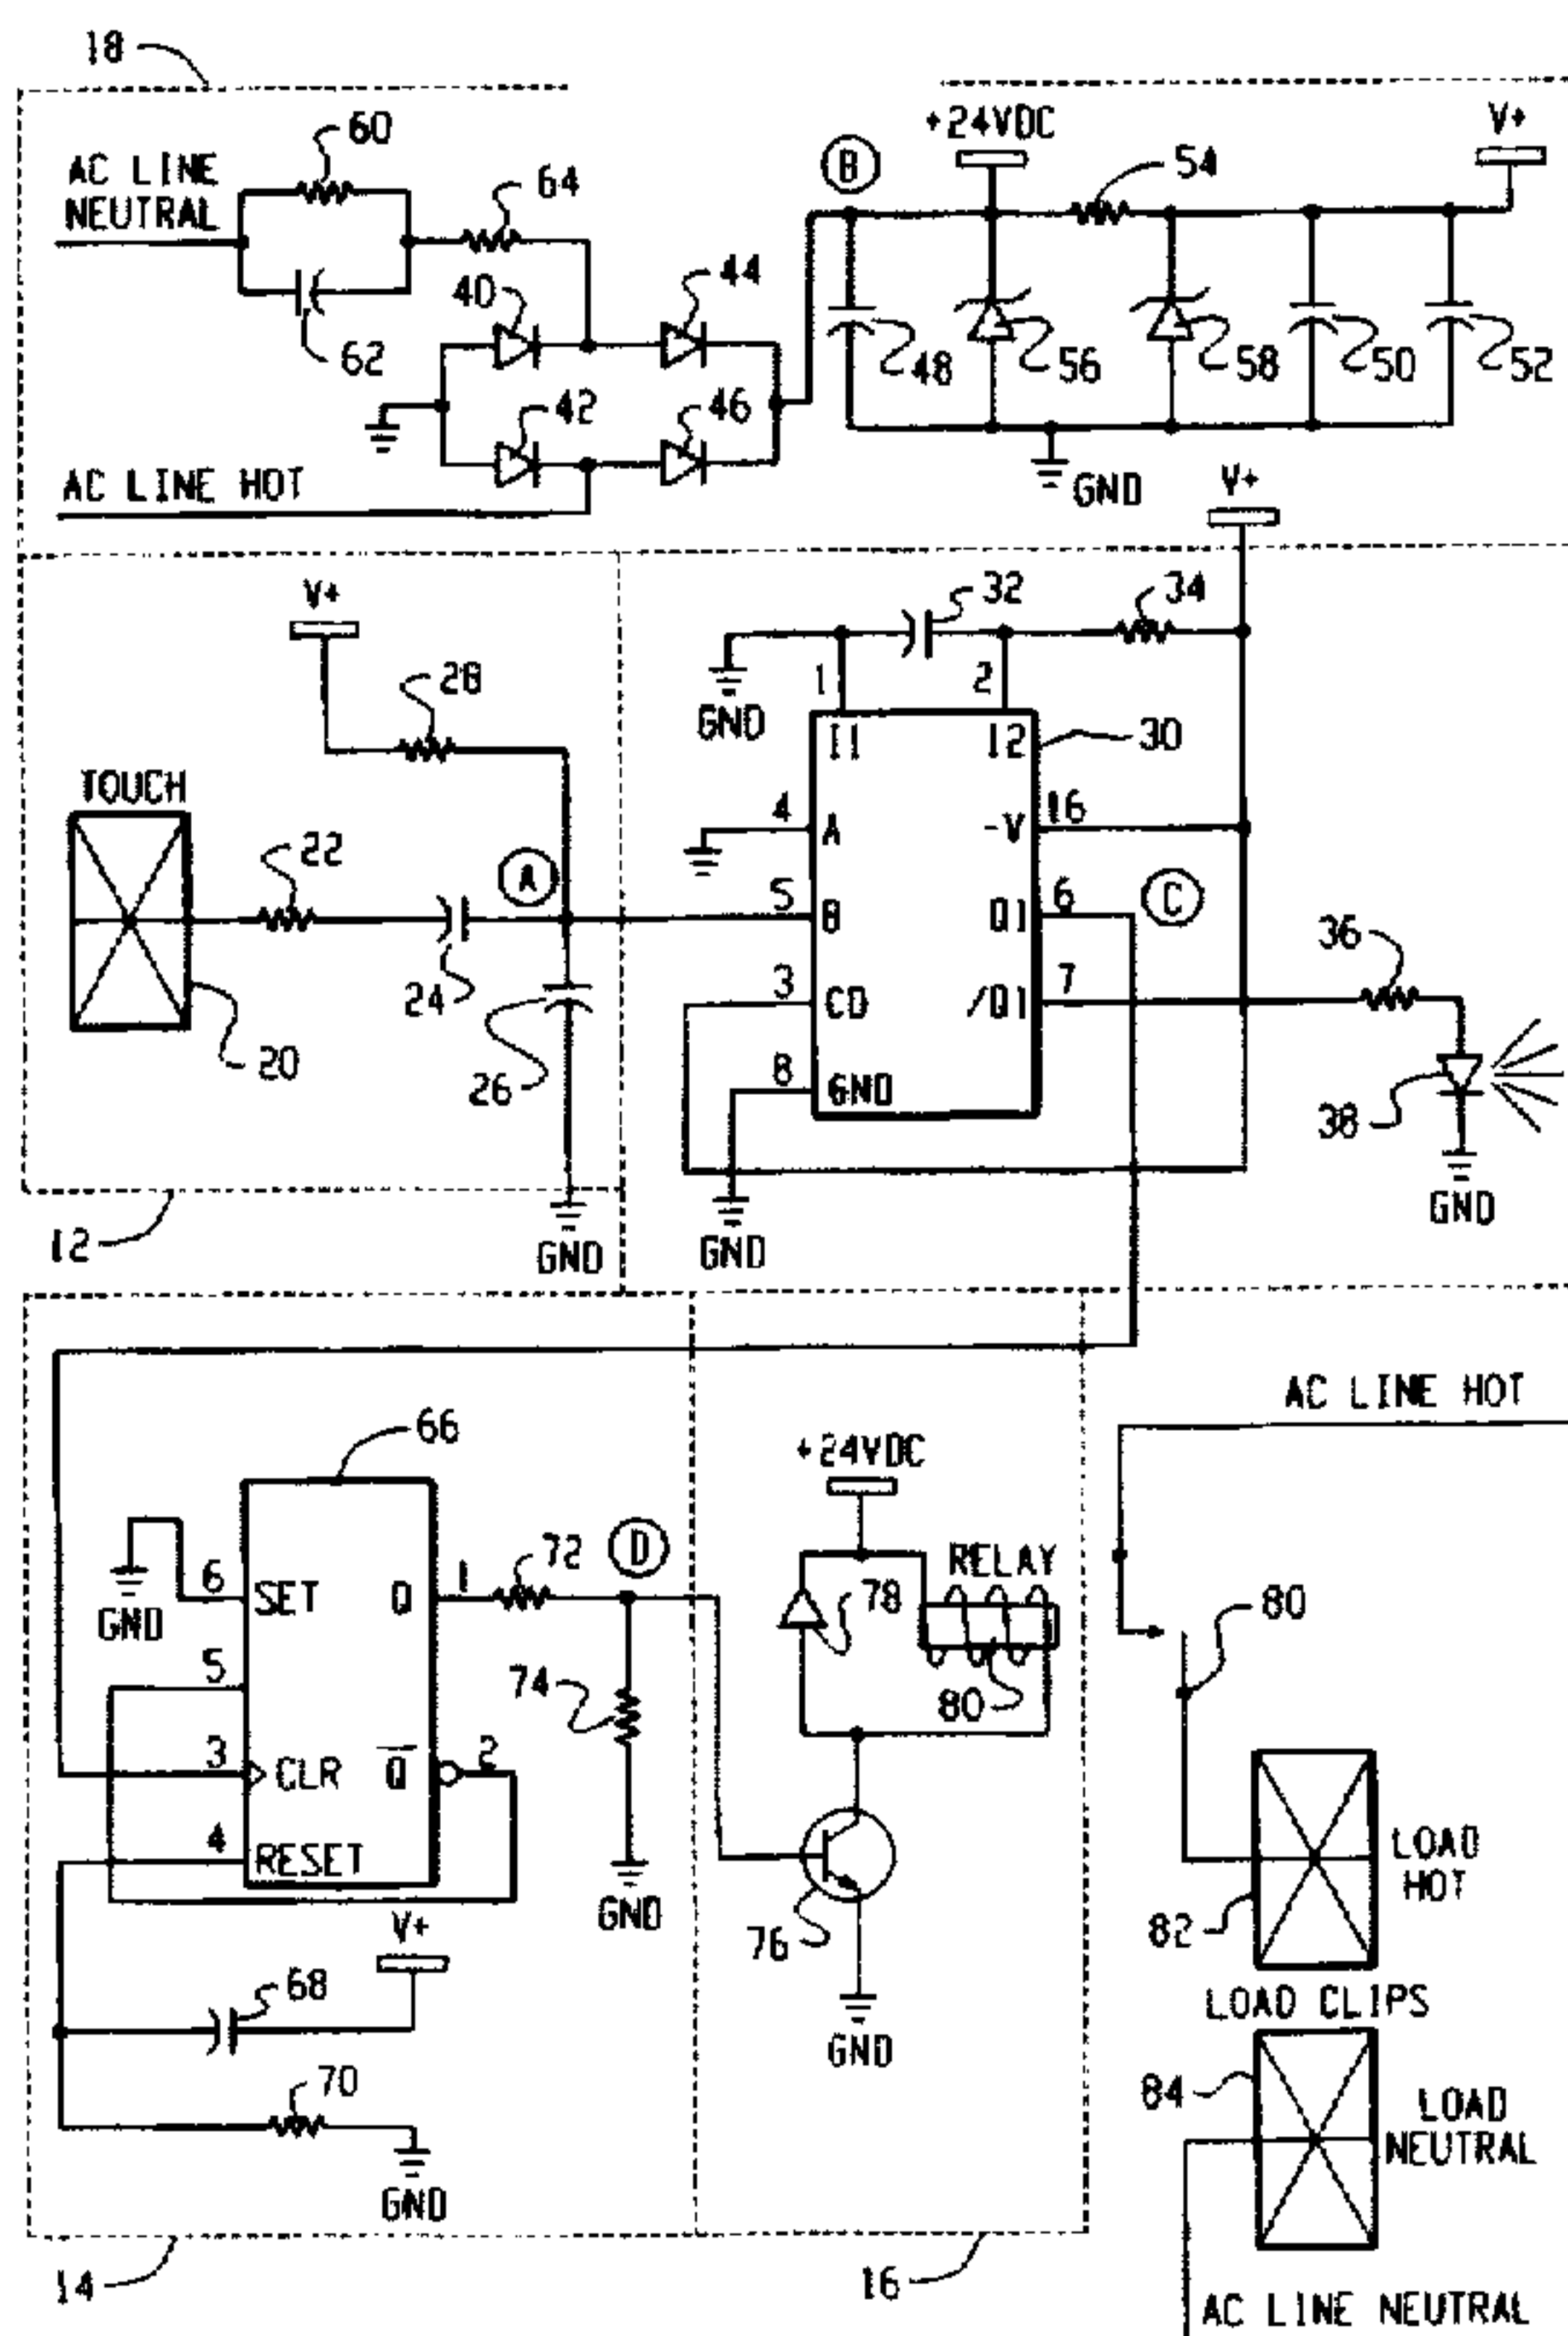 18
60
AC LINE
NEUTRAL
64
62
40
44
42
46
AC LINE HOT
B
+24VDC
54
V+
48
56
58
50
52
GND
V+
V+
28
TOUCH
22
A
24
26
20
GND
12
32
34
GND
1
2
I1
I2
30
4
A
-V
16
5
B
Q1
6
C
3
CD
/Q1
7
8
GND
GND
36
38
GND
66
GND
6
SET
Q
1
72
D
5
74
3
CLR
Q
2
4
RESET
GND
V+
68
70
GND
14
+24VDC
RELAY
78
80
76
GND
16
AC LINE HOT
80
LOAD
HOT
82
LOAD CLIPS
84
LOAD
NEUTRAL
AC LINE NEUTRAL